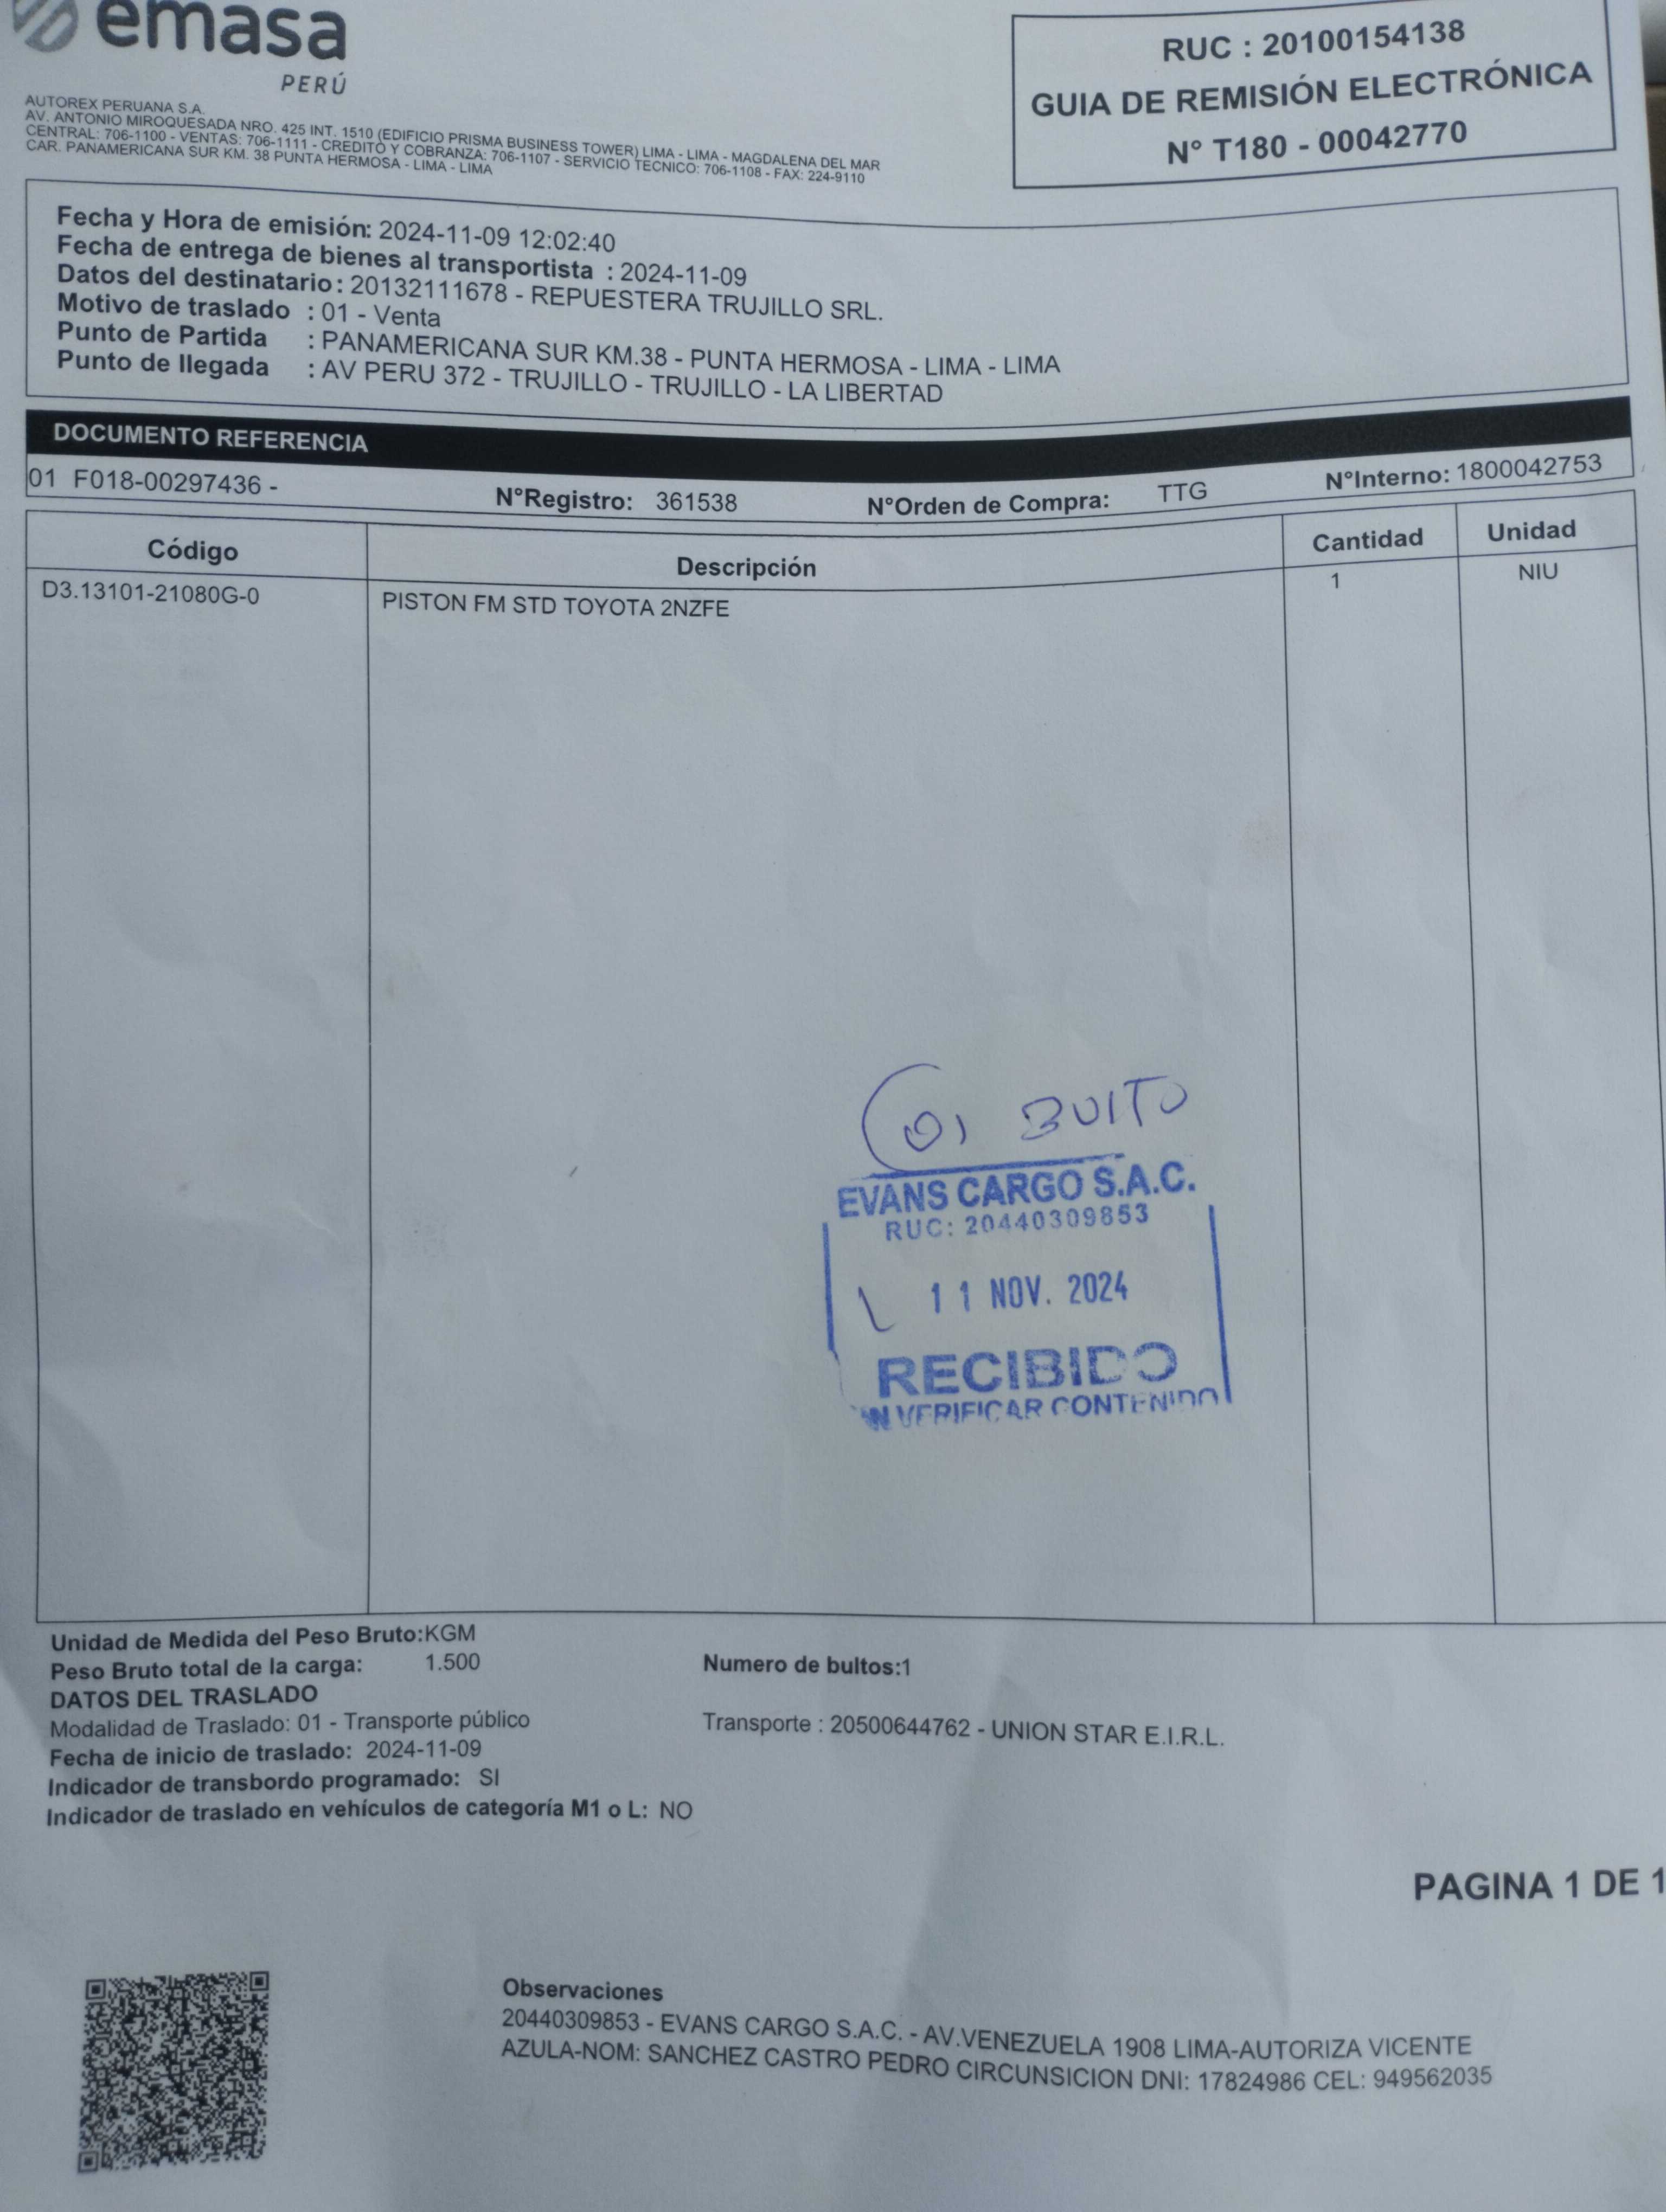 emasa
PERÚ
RUC : 20100154138
GUIA DE REMISIÓN ELECTRÓNICA
N° T180 - 00042770
AUTOREX PERUANA S.A.
AV. ANTONIO MIROQUESADA NRO. 425 INT. 1510 (EDIFICIO PRISMA BUSINESS TOWER) LIMA - LIMA - MAGDALENA DEL MAR
CENTRAL: 706-1100 - VENTAS: 706-1111 - CREDITO Y COBRANZA: 706-1107 - SERVICIO TECNICO: 706-1108 - FAX: 224-9110
CAR. PANAMERICANA SUR KM. 38 PUNTA HERMOSA - LIMA - LIMA
Fecha y Hora de emisión: 2024-11-09 12:02:40
Fecha de entrega de bienes al transportista : 2024-11-09
Datos del destinatario : 20132111678 - REPUESTERA TRUJILLO SRL.
Motivo de traslado : 01 - Venta
Punto de Partida : PANAMERICANA SUR KM.38 - PUNTA HERMOSA - LIMA - LIMA
Punto de llegada : AV PERU 372 - TRUJILLO - TRUJILLO - LA LIBERTAD
DOCUMENTO REFERENCIA
01 F018-00297436 - N°Registro: 361538 N°Orden de Compra: TTG N°Interno: 1800042753
Código Descripción Cantidad Unidad
D3.13101-21080G-0 PISTON FM STD TOYOTA 2NZFE 1 NIU
01 BUITO
EVANS CARGO S.A.C.
RUC: 20440309853
11 NOV. 2024
RECIBIDO
VERIFICAR CONTENIDO
Unidad de Medida del Peso Bruto:KGM
Peso Bruto total de la carga: 1.500 Numero de bultos:1
DATOS DEL TRASLADO
Modalidad de Traslado: 01 - Transporte público Transporte : 20500644762 - UNION STAR E.I.R.L.
Fecha de inicio de traslado: 2024-11-09
Indicador de transbordo programado: SI
Indicador de traslado en vehículos de categoría M1 o L: NO
PAGINA 1 DE 1
Observaciones
20440309853 - EVANS CARGO S.A.C. - AV.VENEZUELA 1908 LIMA-AUTORIZA VICENTE
AZULA-NOM: SANCHEZ CASTRO PEDRO CIRCUNSICION DNI: 17824986 CEL: 949562035